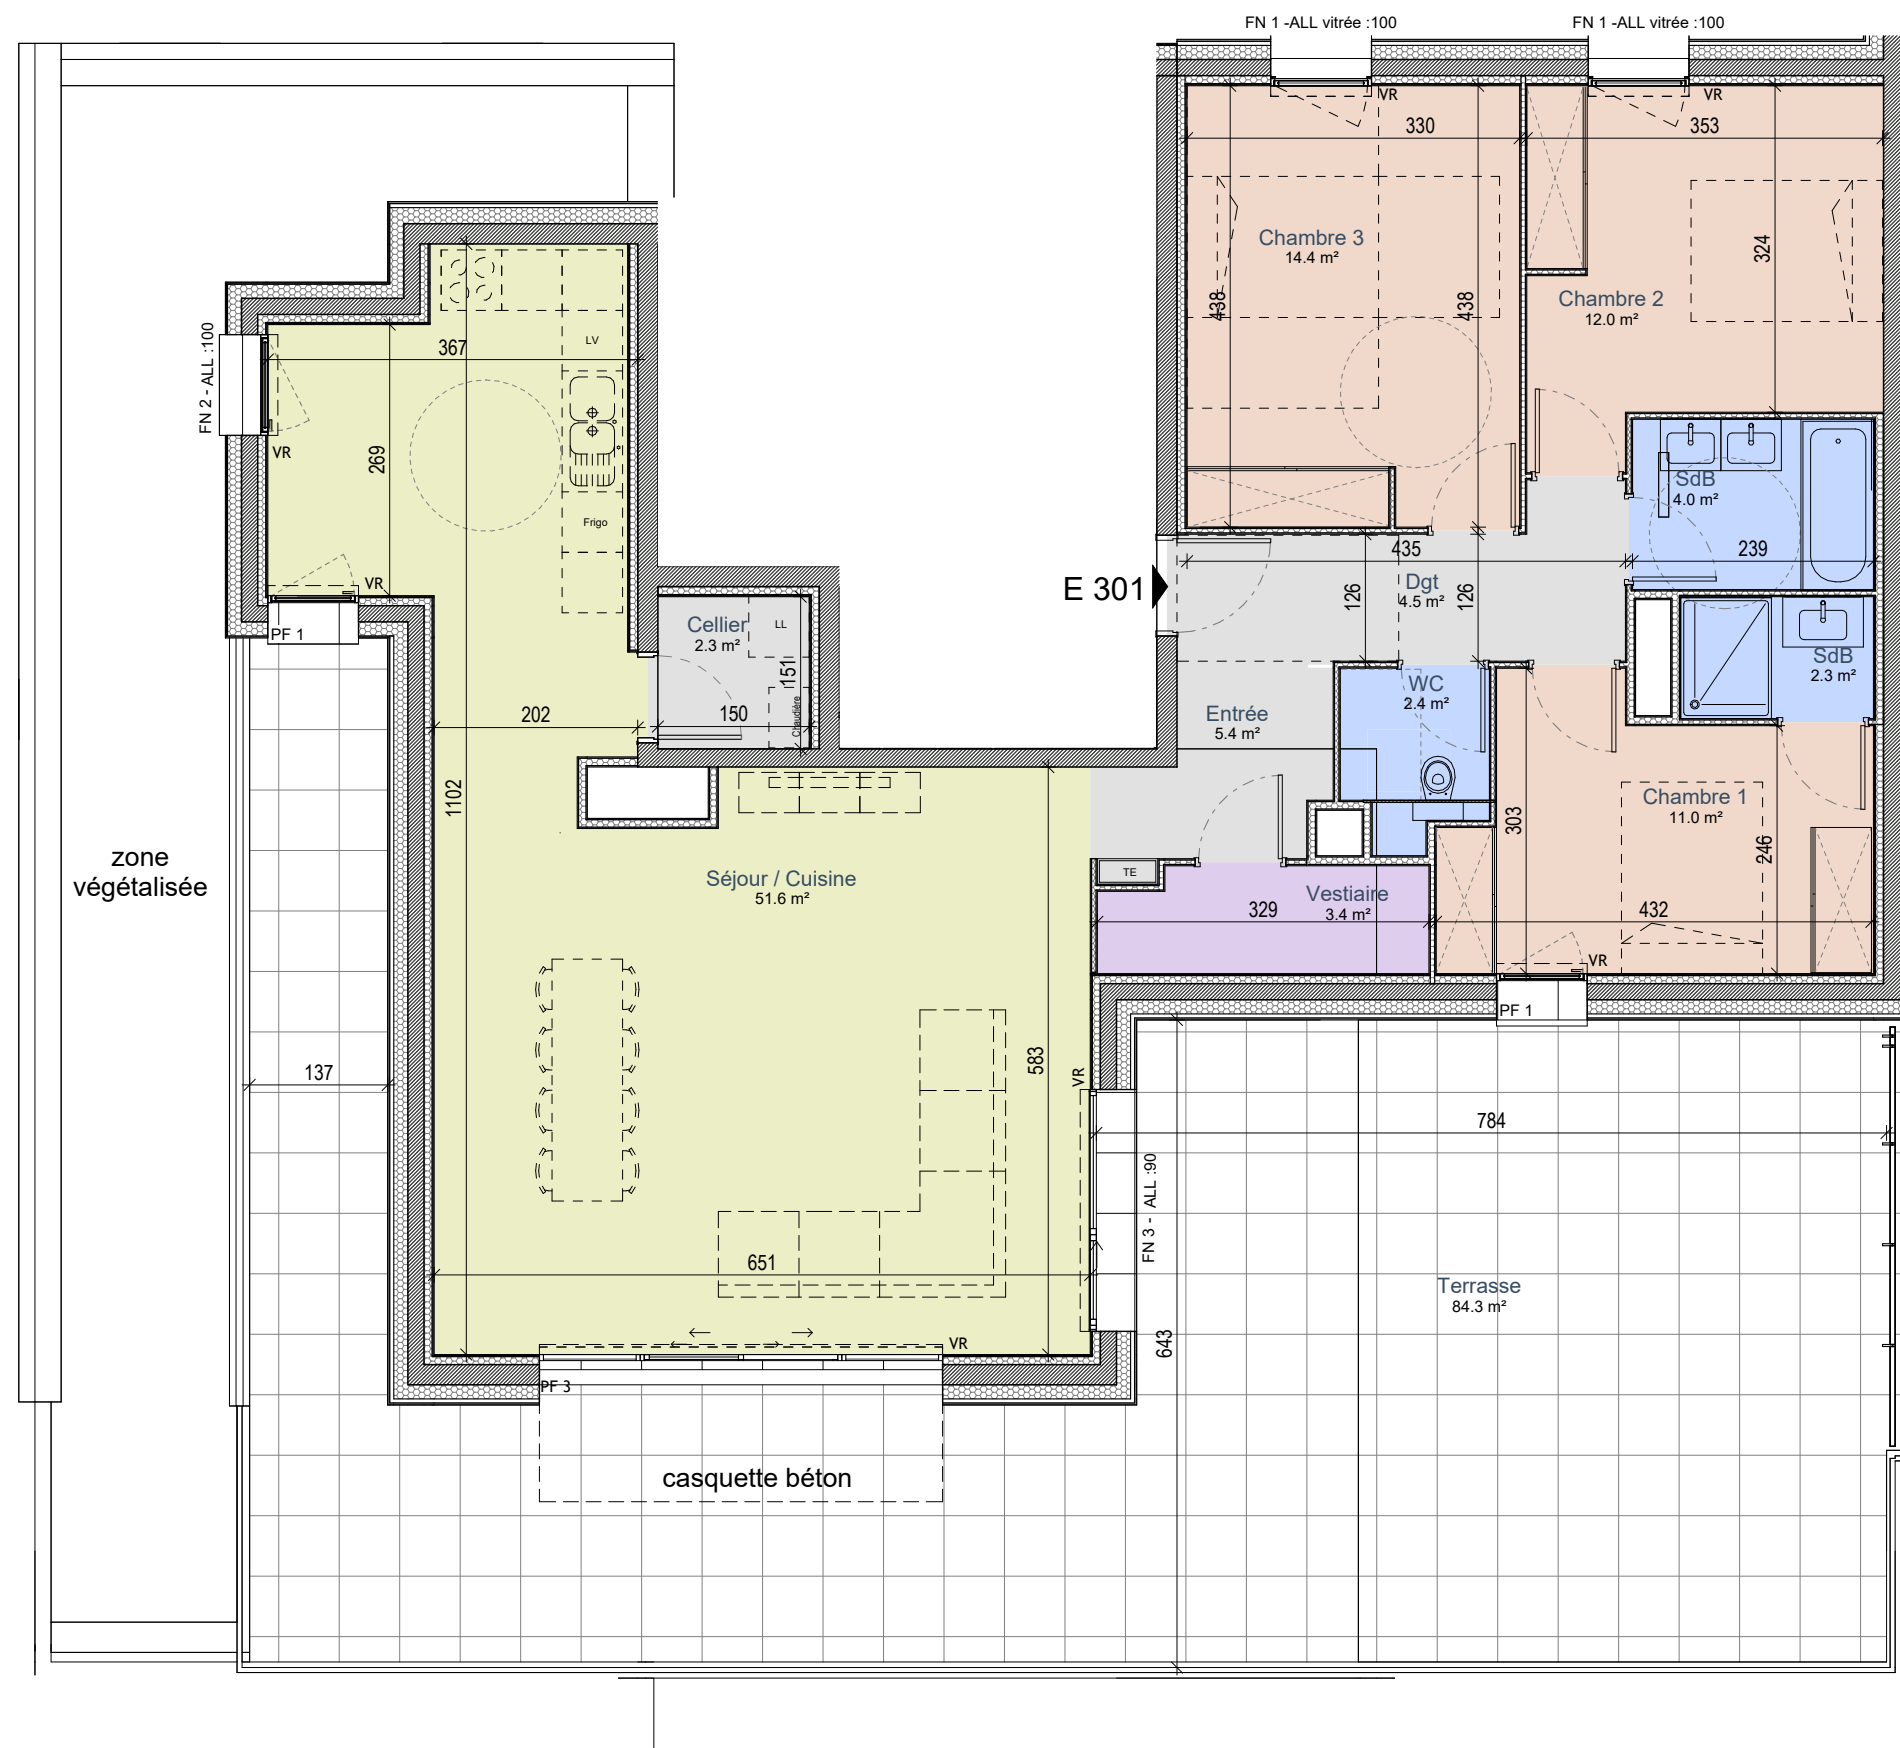 FN 1 -ALL vitrée :100
FN 1 -ALL vitrée :100
VR
VR
330
353
Chambre 3
14.4 m²
438
438
324
Chambre 2
12.0 m²
FN 2 - ALL :100
367
LV
269
VR
Frigo
SdB
4.0 m²
435
239
VR
PF 1
E 301
126
Dgt
4.5 m²
126
Cellier
2.3 m²
LL
151
Chaudière
150
202
SdB
2.3 m²
WC
2.4 m²
Entrée
5.4 m²
1102
303
Chambre 1
11.0 m²
246
zone
végétalisée
Séjour / Cuisine
51.6 m²
TE
Vestiaire
3.4 m²
329
432
VR
PF 1
137
583
VR
784
FN 3 - ALL :90
651
Terrasse
84.3 m²
643
VR
PF 3
casquette béton